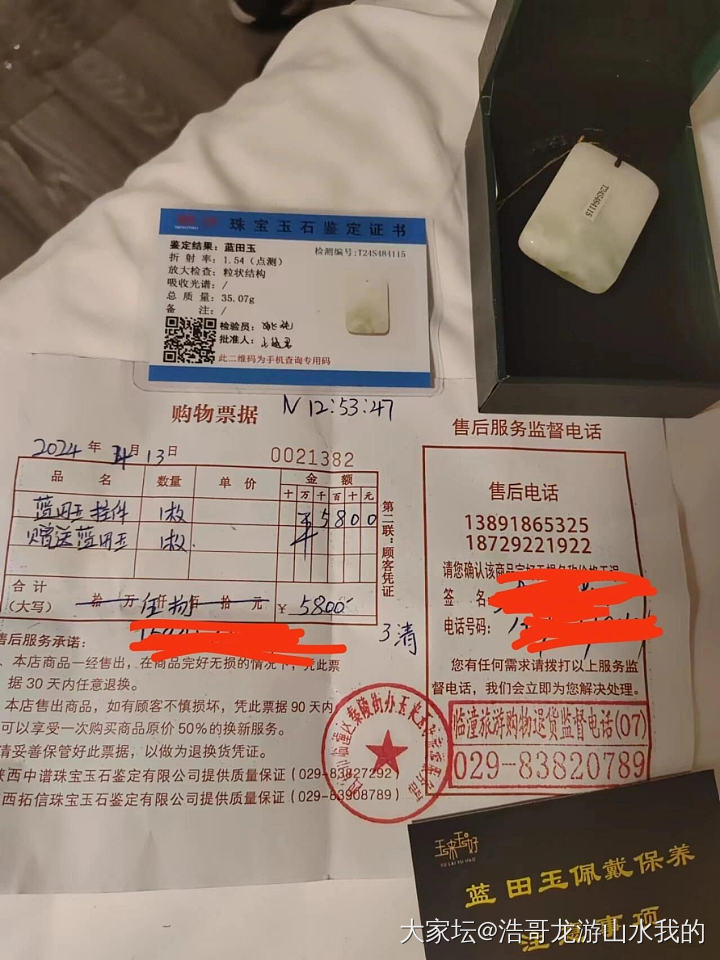 珠宝玉石鉴定证书
鉴定结果：蓝田玉
检测编号:T24S484115
折射率：1.54（点测）
放大检查：粒状结构
吸收光谱：/
总质量：35.07g
备注：/
检验员：
批准人：
此二维码为手机查询专用码
T24S484115
购物票据
N 12:53:47
2024年 月13日
0021382
品名 数量 单价 金额
十万千百十元
蓝田玉挂件 1枚 5800
赠送蓝田玉 1枚
合计
（大写） 拾万仟佰拾元 ¥ 5800
第二联：顾客凭证
3清
售后服务监督电话
售后电话
13891865325
18729221922
请您确认该商品完好无损
签名
电话号码：
您有任何需求请拨打以上服务监
督电话，我们会立即为您解决处理。
临潼旅游购物退货监督电话(07)
029-83820789
售后服务承诺：
、本店商品一经售出，在商品完好无损的情况下，凭此票
据30天内任意退换。
本店售出商品，如有顾客不慎损坏，凭此票据90天内
可以享受一次购买商品原价50%的换新服务。
请妥善保管好此票据，以做为退换货凭证。
陕西中谱珠宝玉石鉴定有限公司提供质量保证（029-83827292
西拓信珠宝玉石鉴定有限公司提供质量保证（029-83908789）
玉来玉好
YU LAI YU HAO
蓝田玉佩戴保养
注意事项
大家坛@浩哥龙游山水我的